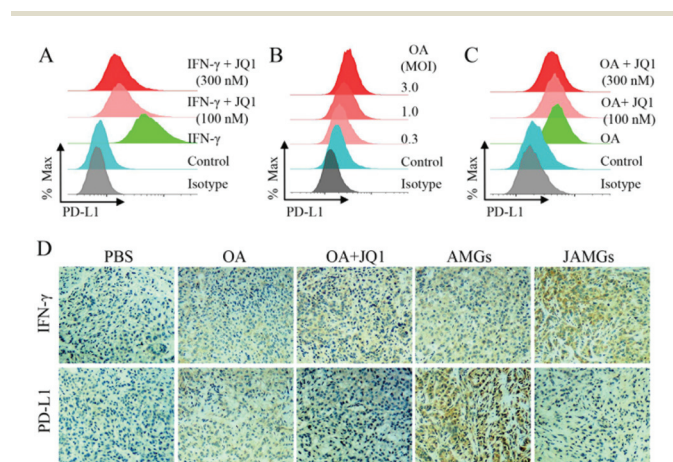 A
IFN-γ + JQ1
(300 nM)
IFN-γ + JQ1
(100 nM)
IFN-γ
Control
Isotype
% Max
PD-L1
B
OA
(MOI)
3.0
1.0
0.3
Control
Isotype
% Max
PD-L1
C
OA + JQ1
(300 nM)
OA+ JQ1
(100 nM)
OA
Control
Isotype
% Max
PD-L1
D
PBS OA OA+JQ1 AMGs JAMGs
IFN-γ
PD-L1